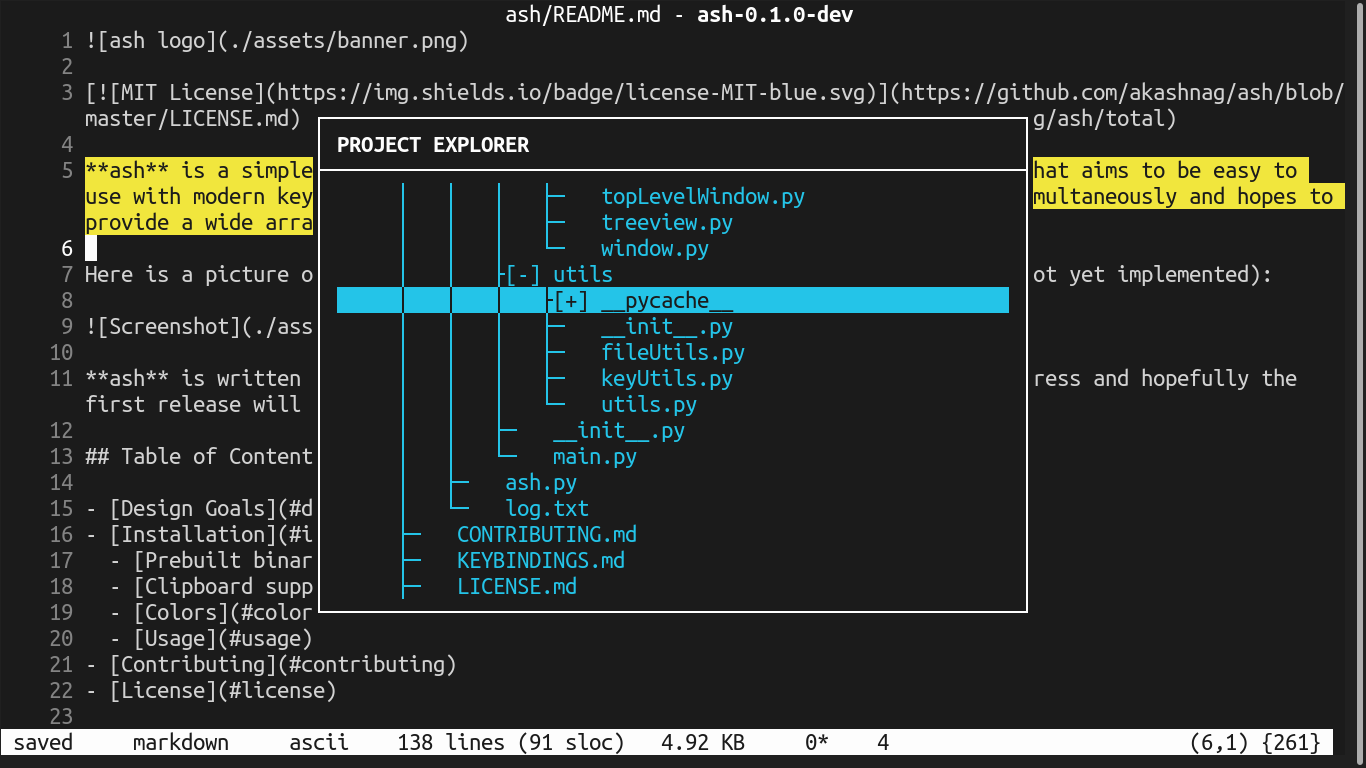 ash/README.md - ash-0.1.0-dev
1 ![ash logo](./assets/banner.png)
2
3 [![MIT License](https://img.shields.io/badge/license-MIT-blue.svg)](https://github.com/akashnag/ash/blob/
master/LICENSE.md) g/ash/total)
4
5 **ash** is a simple hat aims to be easy to
use with modern key multaneously and hopes to
provide a wide arra
6
7 Here is a picture o ot yet implemented):
8
9 ![Screenshot](./ass
10
11 **ash** is written ress and hopefully the
first release will
12
13 ## Table of Content
14
15 - [Design Goals](#d
16 - [Installation](#i
17 - [Prebuilt binar
18 - [Clipboard supp
19 - [Colors](#color
20 - [Usage](#usage)
21 - [Contributing](#contributing)
22 - [License](#license)
23
PROJECT EXPLORER
topLevelWindow.py
treeview.py
window.py
[-] utils
[+] __pycache__
__init__.py
fileUtils.py
keyUtils.py
utils.py
__init__.py
main.py
ash.py
log.txt
CONTRIBUTING.md
KEYBINDINGS.md
LICENSE.md
saved markdown ascii 138 lines (91 sloc) 4.92 KB 0* 4 (6,1) {261}